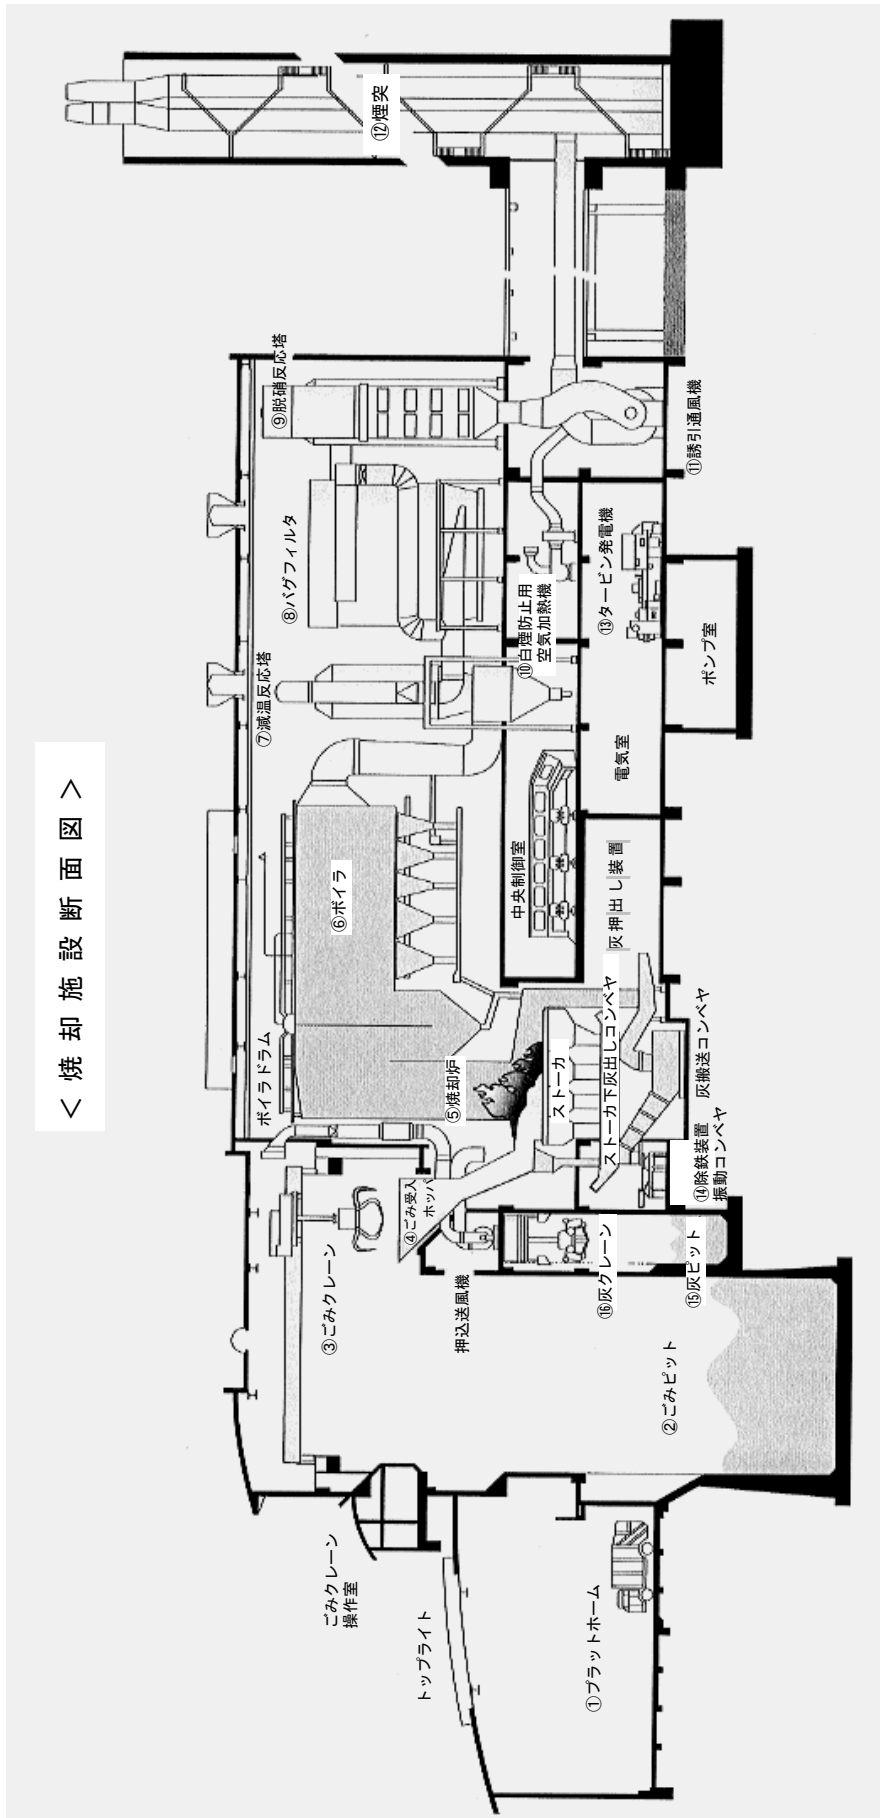 ＜焼却施設断面図＞
①プラットホーム
トップライト
ごみクレーン
操作室
②ごみピット
③ごみクレーン
④ごみ受入
ホッパ
押込送風機
⑤焼却炉
ストーカ
ストーカ下灰出しコンベヤ
灰押出し装置
灰搬送コンベヤ
ボイラドラム
⑥ボイラ
⑦減温反応塔
⑧バグフィルタ
⑨脱硝反応塔
⑩白煙防止用
空気加熱機
⑪誘引通風機
⑫煙突
⑬タービン発電機
電気室
ポンプ室
中央制御室
⑭除鉄装置
振動コンベヤ
⑮灰ピット
⑯灰クレーン